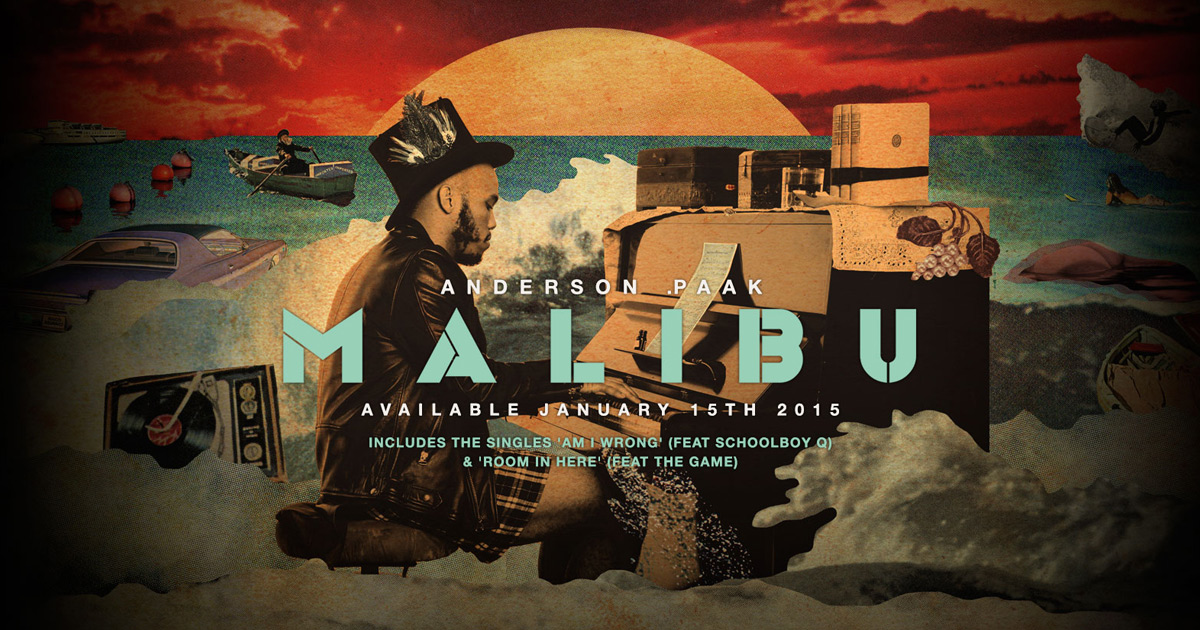 ANDERSON .PAAK
MALIBU
AVAILABLE JANUARY 15TH 2015
INCLUDES THE SINGLES 'AM I WRONG' (FEAT SCHOOLBOY Q)
& 'ROOM IN HERE' (FEAT THE GAME)